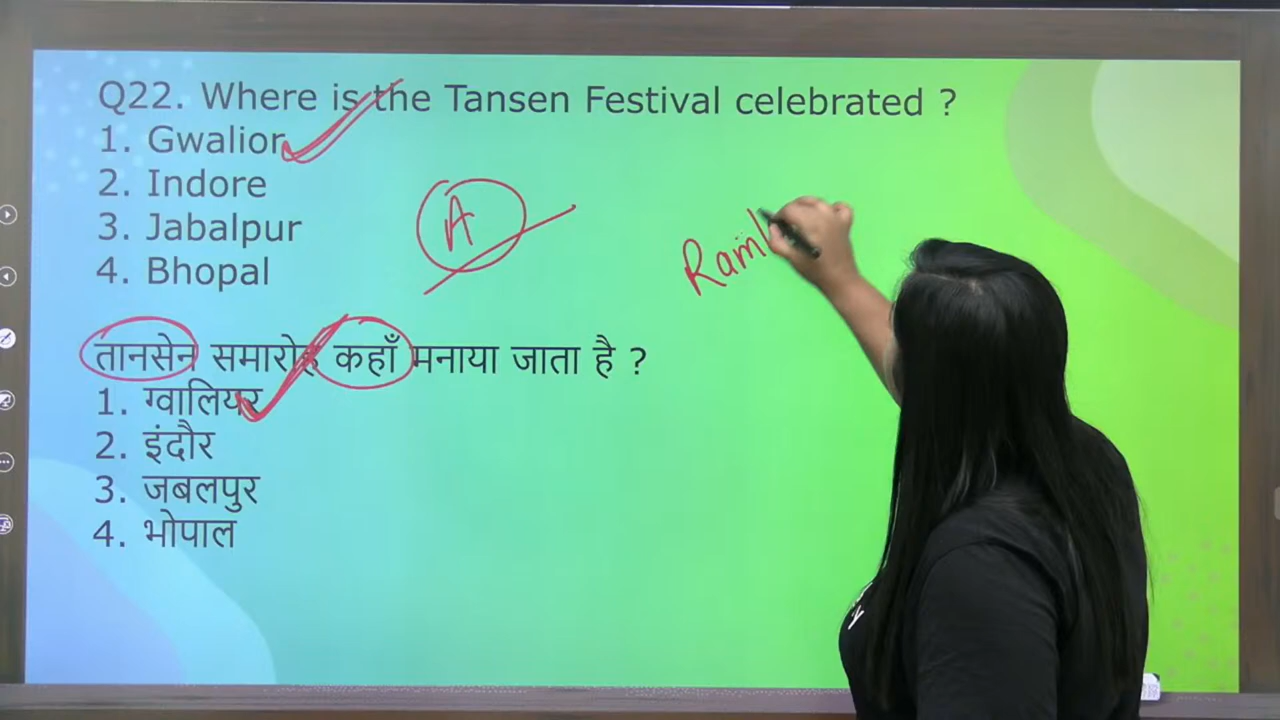 Q22. Where is the Tansen Festival celebrated ?
1. Gwalior
2. Indore
3. Jabalpur
4. Bhopal
A
तानसेन समारोह कहाँ मनाया जाता है ?
1. ग्वालियर
2. इंदौर
3. जबलपुर
4. भोपाल